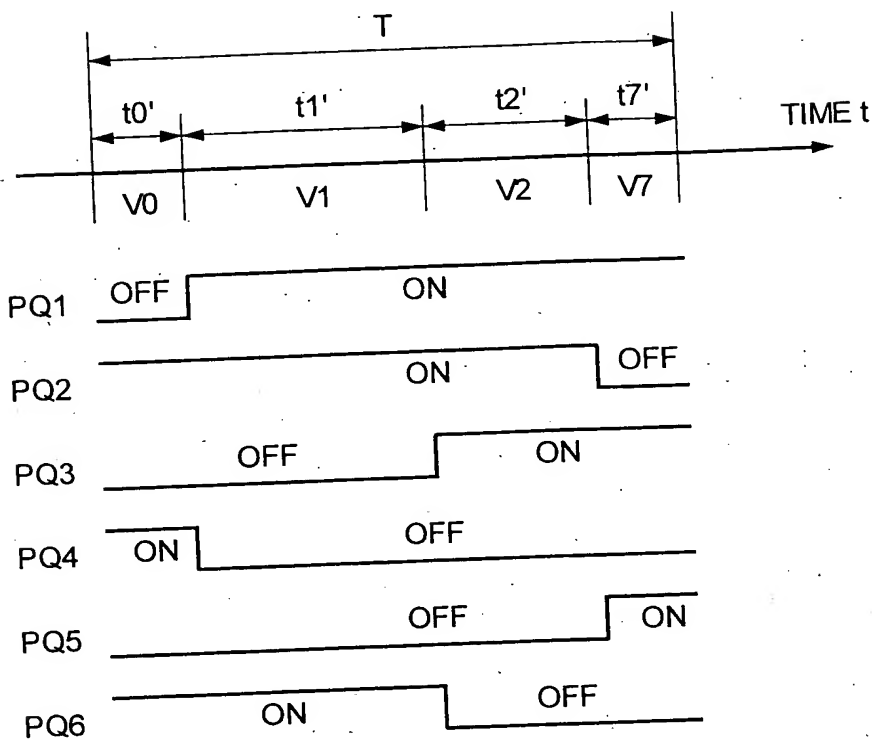 T
t0' t1' t2' t7'
TIME t
V0 V1 V2 V7
PQ1 OFF ON
PQ2 ON OFF
PQ3 OFF ON
PQ4 ON OFF
PQ5 OFF ON
PQ6 ON OFF